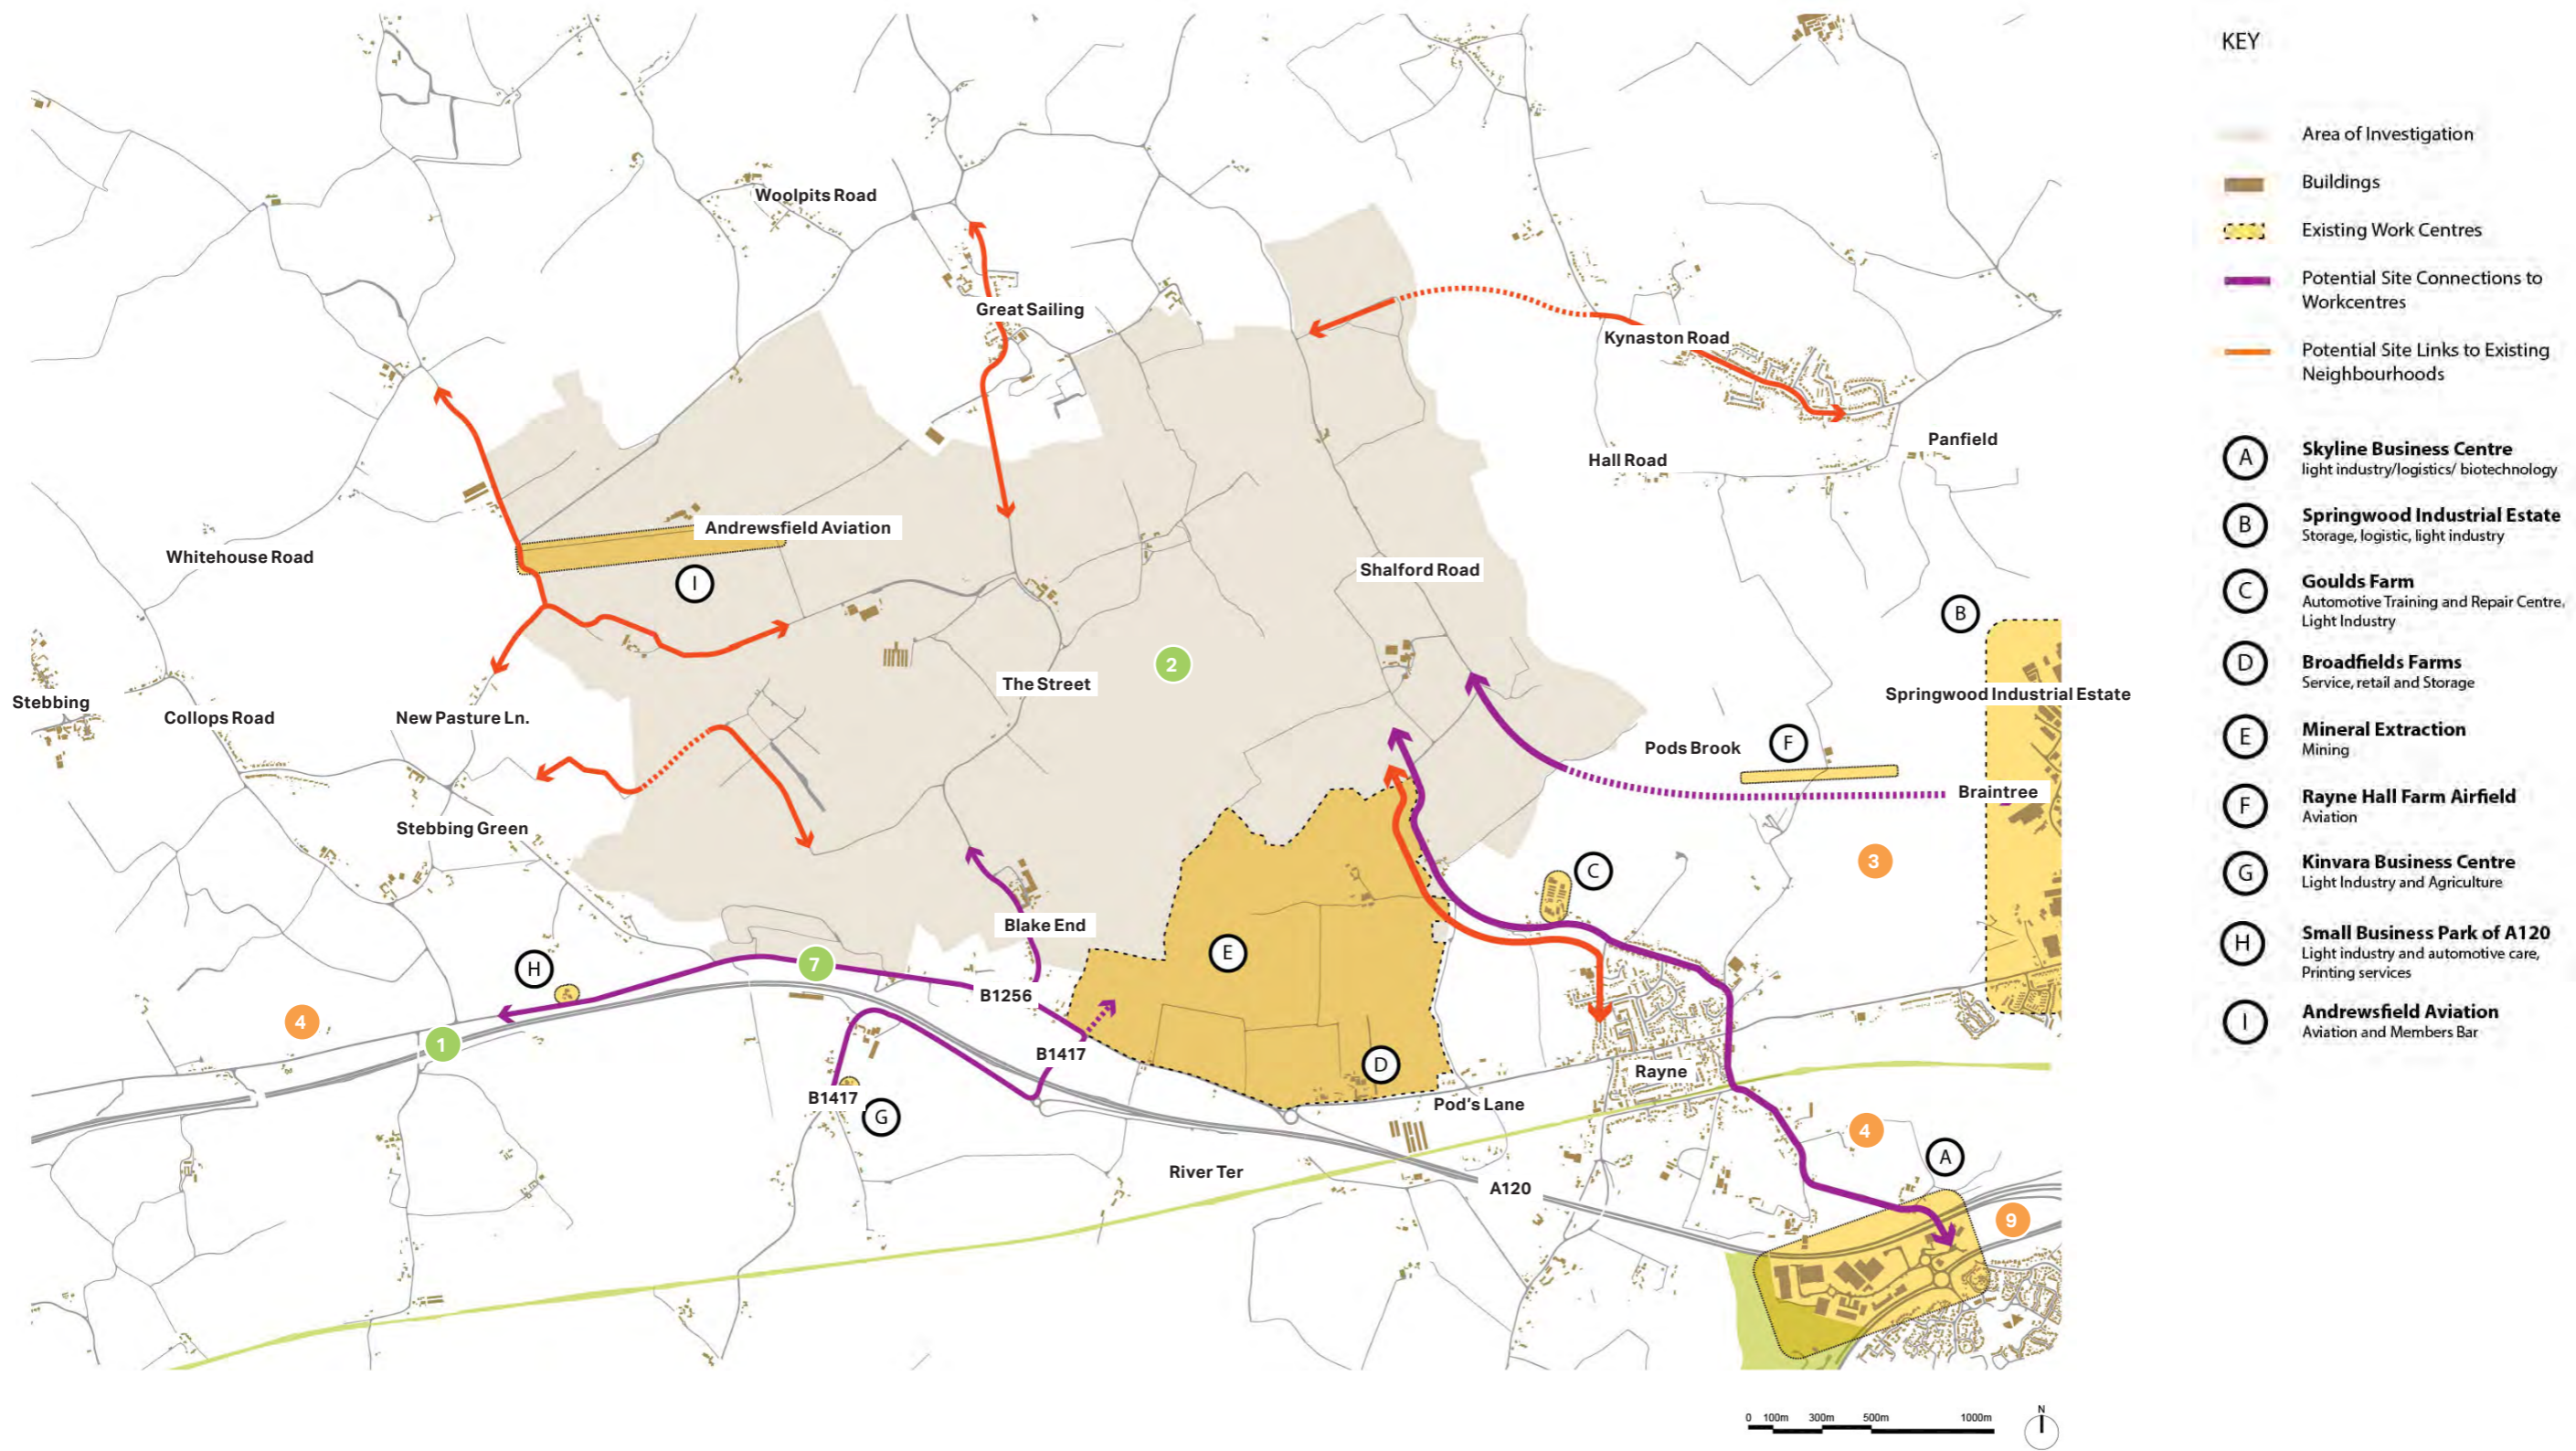 Woolpits Road
Great Sailing
Kynaston Road
Panfield
Hall Road
Andrewsfield Aviation
Whitehouse Road
I
Shalford Road
B
2
The Street
Springwood Industrial Estate
Stebbing
Collops Road
New Pasture Ln.
Pods Brook
F
Braintree
Stebbing Green
3
C
Blake End
E
H
7
B1256
4
1
B1417
D
Rayne
B1417
G
Pod's Lane
4
A
River Ter
A120
9
0 100m 300m 500m 1000m
N
KEY
Area of Investigation
Buildings
Existing Work Centres
Potential Site Connections to
Workcentres
Potential Site Links to Existing
Neighbourhoods
A
Skyline Business Centre
light industry/logistics/ biotechnology
B
Springwood Industrial Estate
Storage, logistic, light industry
C
Goulds Farm
Automotive Training and Repair Centre,
Light Industry
D
Broadfields Farms
Service, retail and Storage
E
Mineral Extraction
Mining
F
Rayne Hall Farm Airfield
Aviation
G
Kinvara Business Centre
Light Industry and Agriculture
H
Small Business Park of A120
Light industry and automotive care,
Printing services
I
Andrewsfield Aviation
Aviation and Members Bar